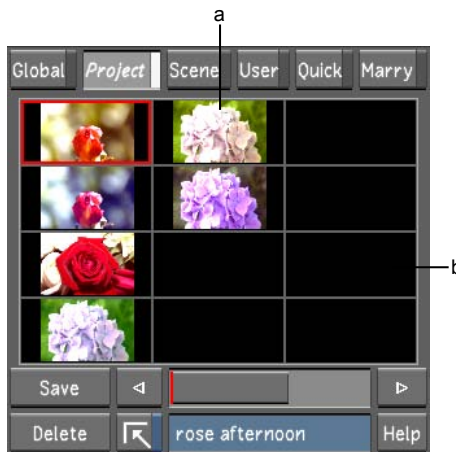 a
Global Project Scene User Quick Marry
b
Save
Delete rose afternoon Help